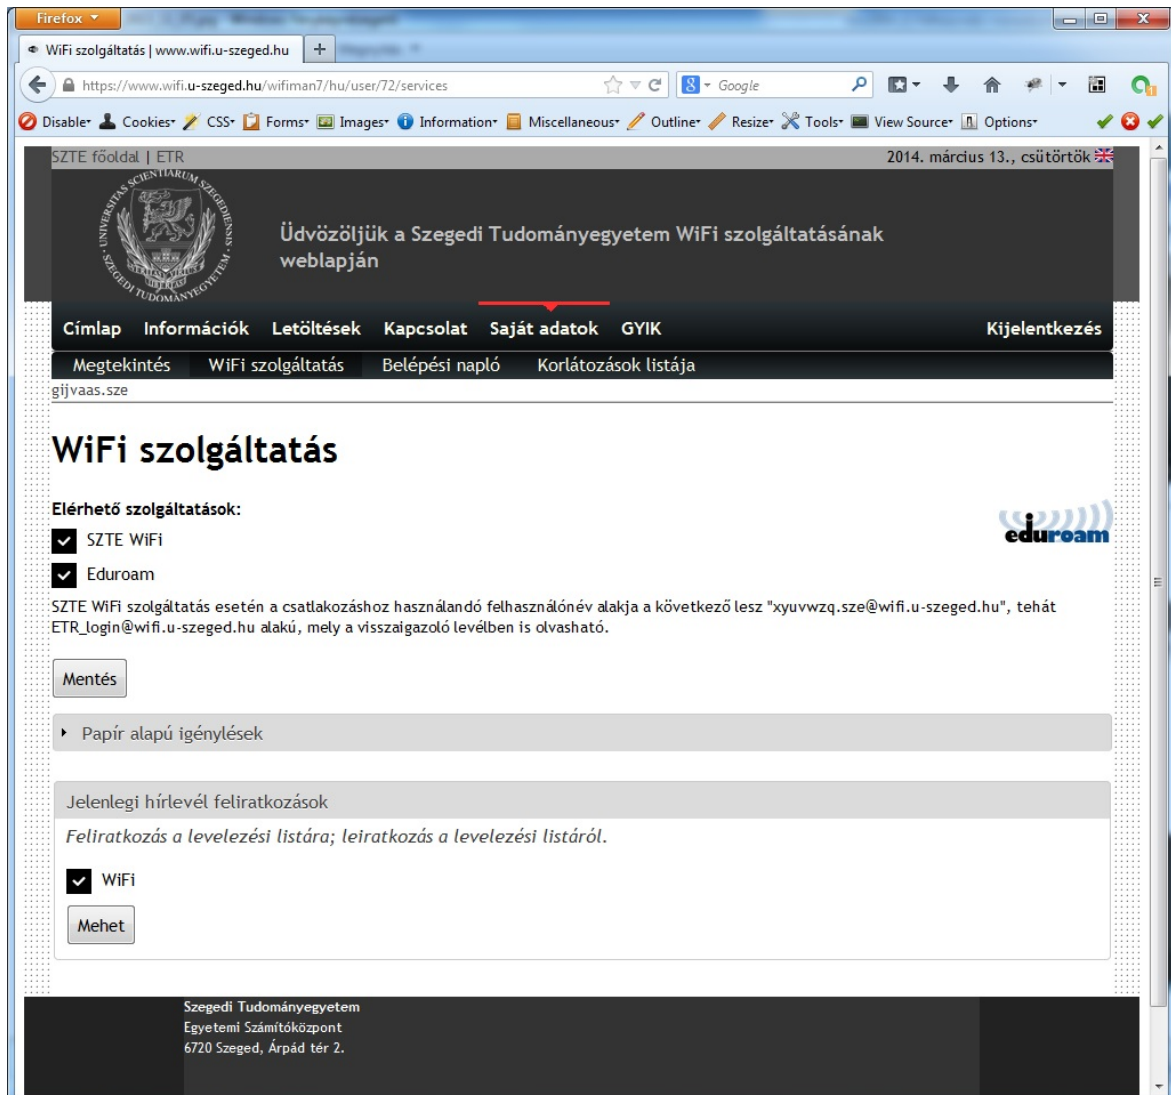 Firefox
WiFi szolgáltatás | www.wifi.u-szeged.hu
https://www.wifi.u-szeged.hu/wifiman7/hu/user/72/services
Google
Disable Cookies CSS Forms Images Information Miscellaneous Outline Resize Tools View Source Options
SZTE főoldal | ETR
2014. március 13., csütörtök
UNIVERSITAS SCIENTIARUM SZEGEDIENSIS
SZEGEDI TUDOMÁNYEGYETEM
Üdvözöljük a Szegedi Tudományegyetem WiFi szolgáltatásának
weblapján
Címlap Információk Letöltések Kapcsolat Saját adatok GYIK Kijelentkezés
Megtekintés WiFi szolgáltatás Belépési napló Korlátozások listája
gijvaas.sze
WiFi szolgáltatás
Elérhető szolgáltatások:
eduroam
SZTE WiFi
Eduroam
SZTE WiFi szolgáltatás esetén a csatlakozáshoz használandó felhasználónév alakja a következő lesz "xyuvwzq.sze@wifi.u-szeged.hu", tehát
ETR_login@wifi.u-szeged.hu alakú, mely a visszaigazoló levélben is olvasható.
Mentés
Papír alapú igénylések
Jelenlegi hírlevél feliratkozások
Feliratkozás a levelezési listára; leiratkozás a levelezési listáról.
WiFi
Mehet
Szegedi Tudományegyetem
Egyetemi Számítóközpont
6720 Szeged, Árpád tér 2.